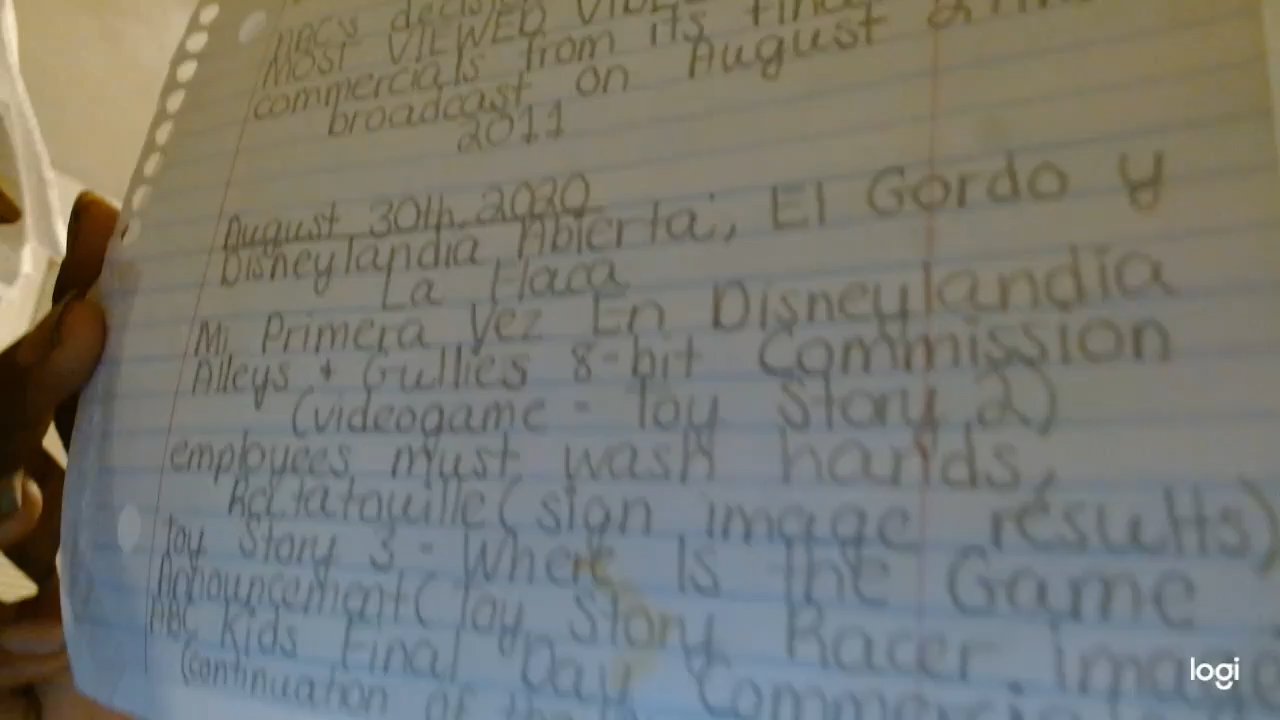 MOST VIEWED
commercials from its
broadcast on August
2011
August 30th 2020
Disneylandia Abierta, El Gordo y
La Flaca
Mi Primera Vez En Disneylandia
Alleys + Gullies 8-bit Commission
(videogame - Toy Story 2)
employees must wash hands,
(sign image results)
Toy Story 3 - Where Is the Game
Announcement (Toy Story Racer image
ABC Kids Final Day
(continuation of
logi